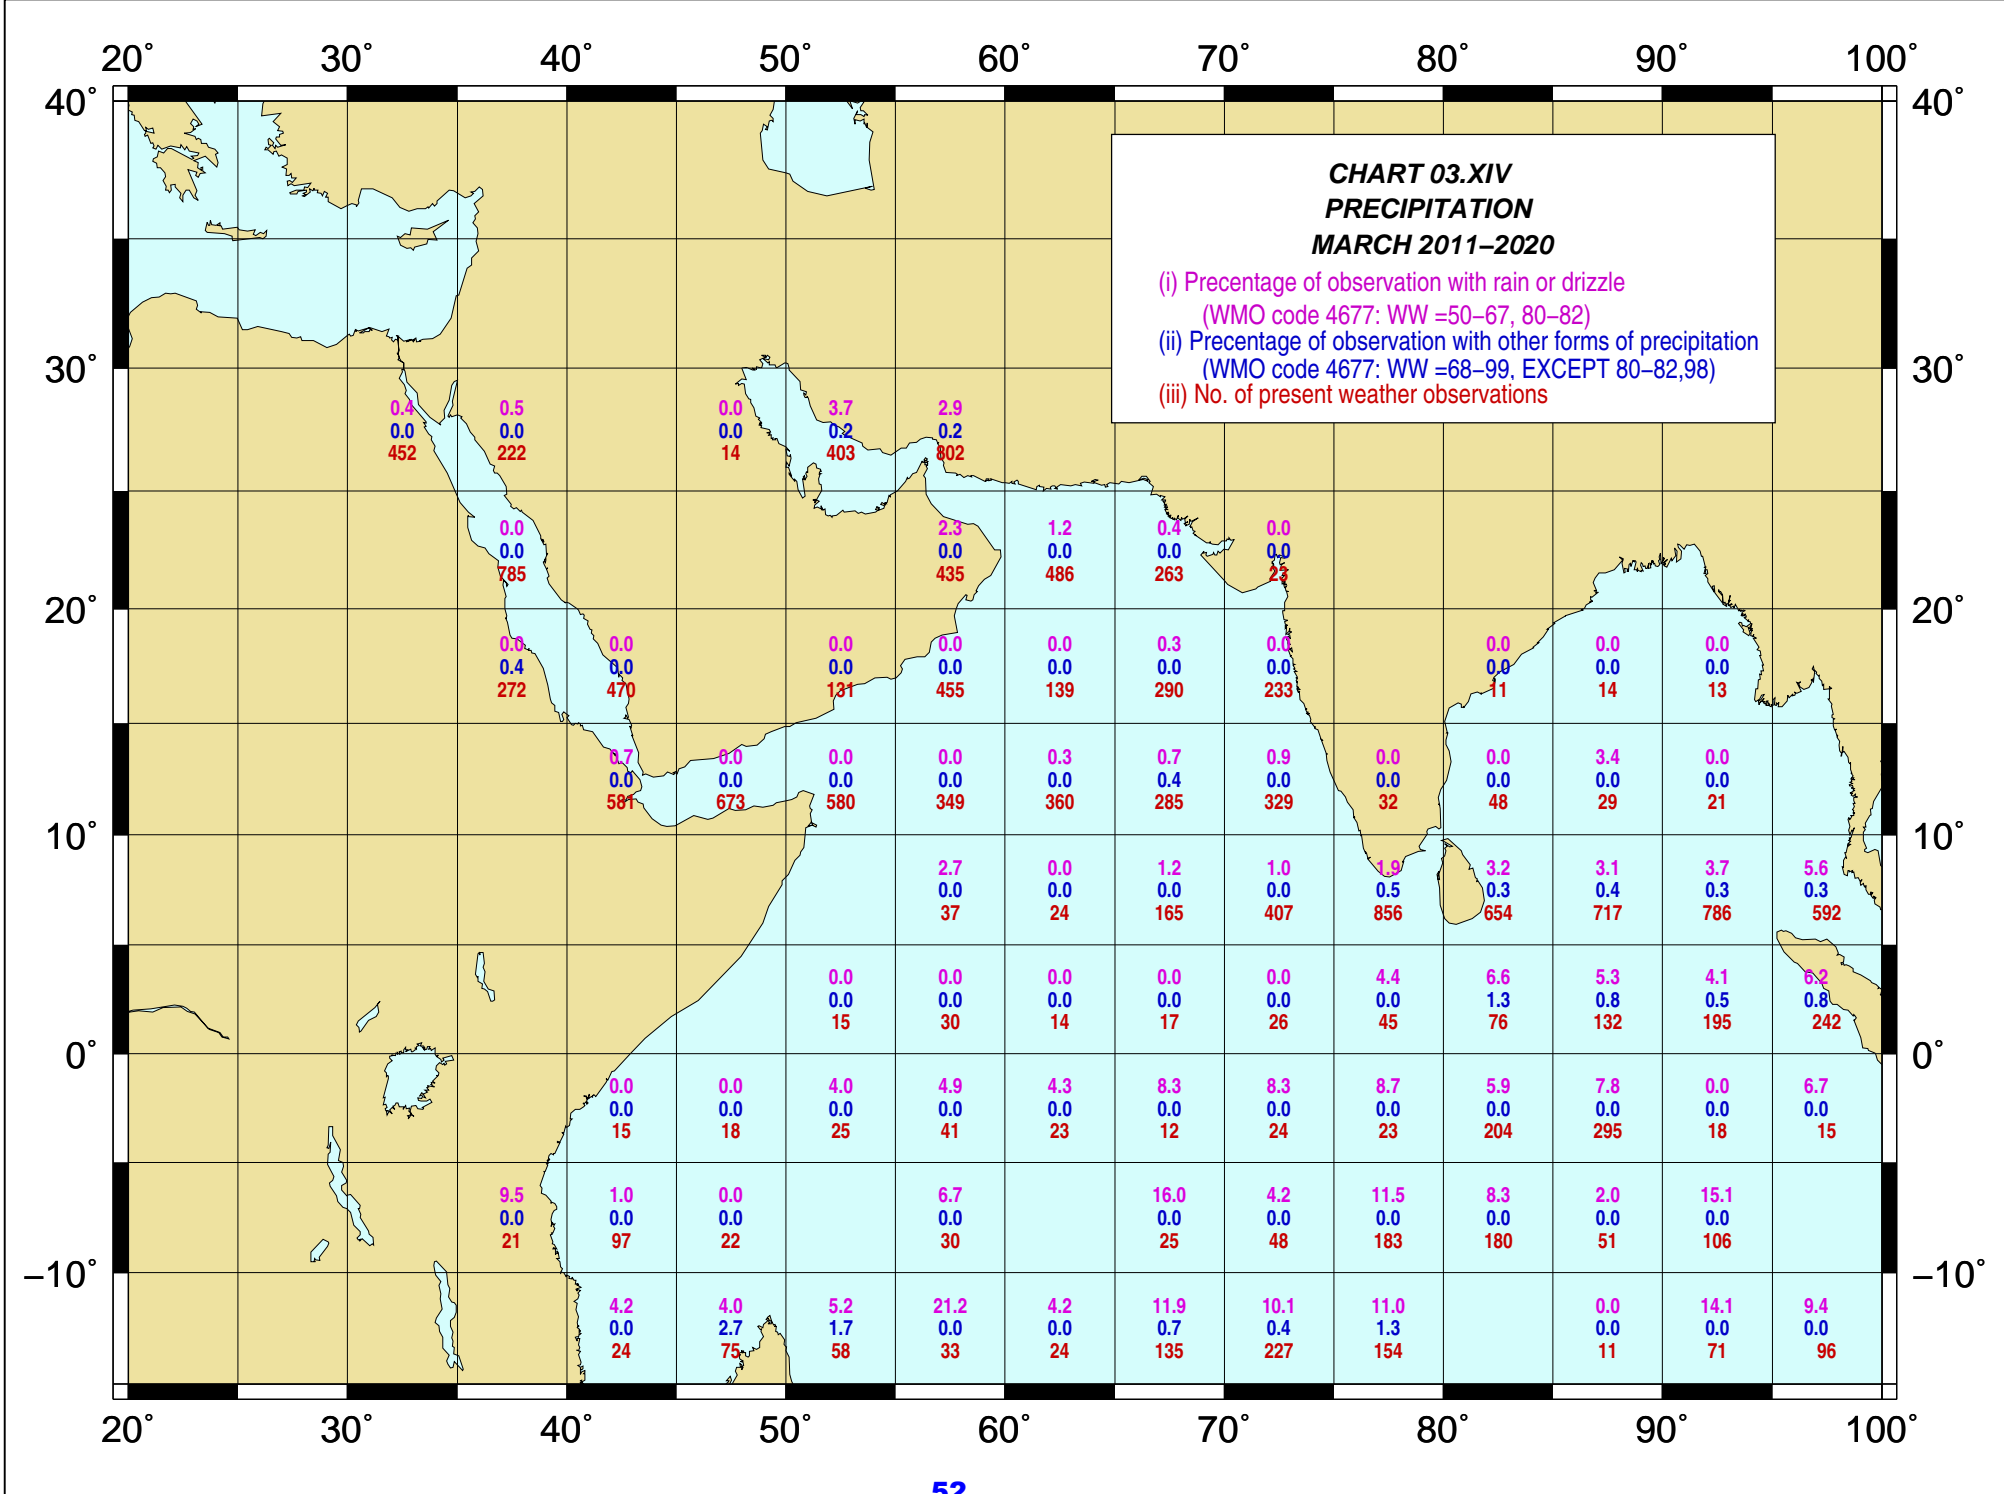 20˚ 30˚ 40˚ 50˚ 60˚ 70˚ 80˚ 90˚ 100˚
40˚ 40˚
CHART 03.XIV
PRECIPITATION
MARCH 2011–2020
(i) Precentage of observation with rain or drizzle
(WMO code 4677: WW =50–67, 80–82)
(ii) Precentage of observation with other forms of precipitation
(WMO code 4677: WW =68–99, EXCEPT 80–82,98)
(iii) No. of present weather observations
30˚ 30˚
0.4 0.5 0.0 3.7 2.9
0.0 0.0 0.0 0.2 0.2
452 222 14 403 802
0.0 2.3 1.2 0.4 0.0
0.0 0.0 0.0 0.0 0.0
785 435 486 263 23
20˚ 20˚
0.0 0.0 0.0 0.0 0.0 0.3 0.0 0.0 0.0 0.0
0.4 0.0 0.0 0.0 0.0 0.0 0.0 0.0 0.0 0.0
272 470 131 455 139 290 233 11 14 13
0.7 0.0 0.0 0.0 0.3 0.7 0.9 0.0 0.0 3.4 0.0
0.0 0.0 0.0 0.0 0.0 0.4 0.0 0.0 0.0 0.0 0.0
581 673 580 349 360 285 329 32 48 29 21
10˚ 10˚
2.7 0.0 1.2 1.0 1.9 3.2 3.1 3.7 5.6
0.0 0.0 0.0 0.0 0.5 0.3 0.4 0.3 0.3
37 24 165 407 856 654 717 786 592
0.0 0.0 0.0 0.0 0.0 4.4 6.6 5.3 4.1 6.2
0.0 0.0 0.0 0.0 0.0 0.0 1.3 0.8 0.5 0.8
15 30 14 17 26 45 76 132 195 242
0˚ 0˚
0.0 0.0 4.0 4.9 4.3 8.3 8.3 8.7 5.9 7.8 0.0 6.7
0.0 0.0 0.0 0.0 0.0 0.0 0.0 0.0 0.0 0.0 0.0 0.0
15 18 25 41 23 12 24 23 204 295 18 15
9.5 1.0 0.0 6.7 16.0 4.2 11.5 8.3 2.0 15.1
0.0 0.0 0.0 0.0 0.0 0.0 0.0 0.0 0.0 0.0
21 97 22 30 25 48 183 180 51 106
–10˚ –10˚
4.2 4.0 5.2 21.2 4.2 11.9 10.1 11.0 0.0 14.1 9.4
0.0 2.7 1.7 0.0 0.0 0.7 0.4 1.3 0.0 0.0 0.0
24 75 58 33 24 135 227 154 11 71 96
20˚ 30˚ 40˚ 50˚ 60˚ 70˚ 80˚ 90˚ 100˚
52